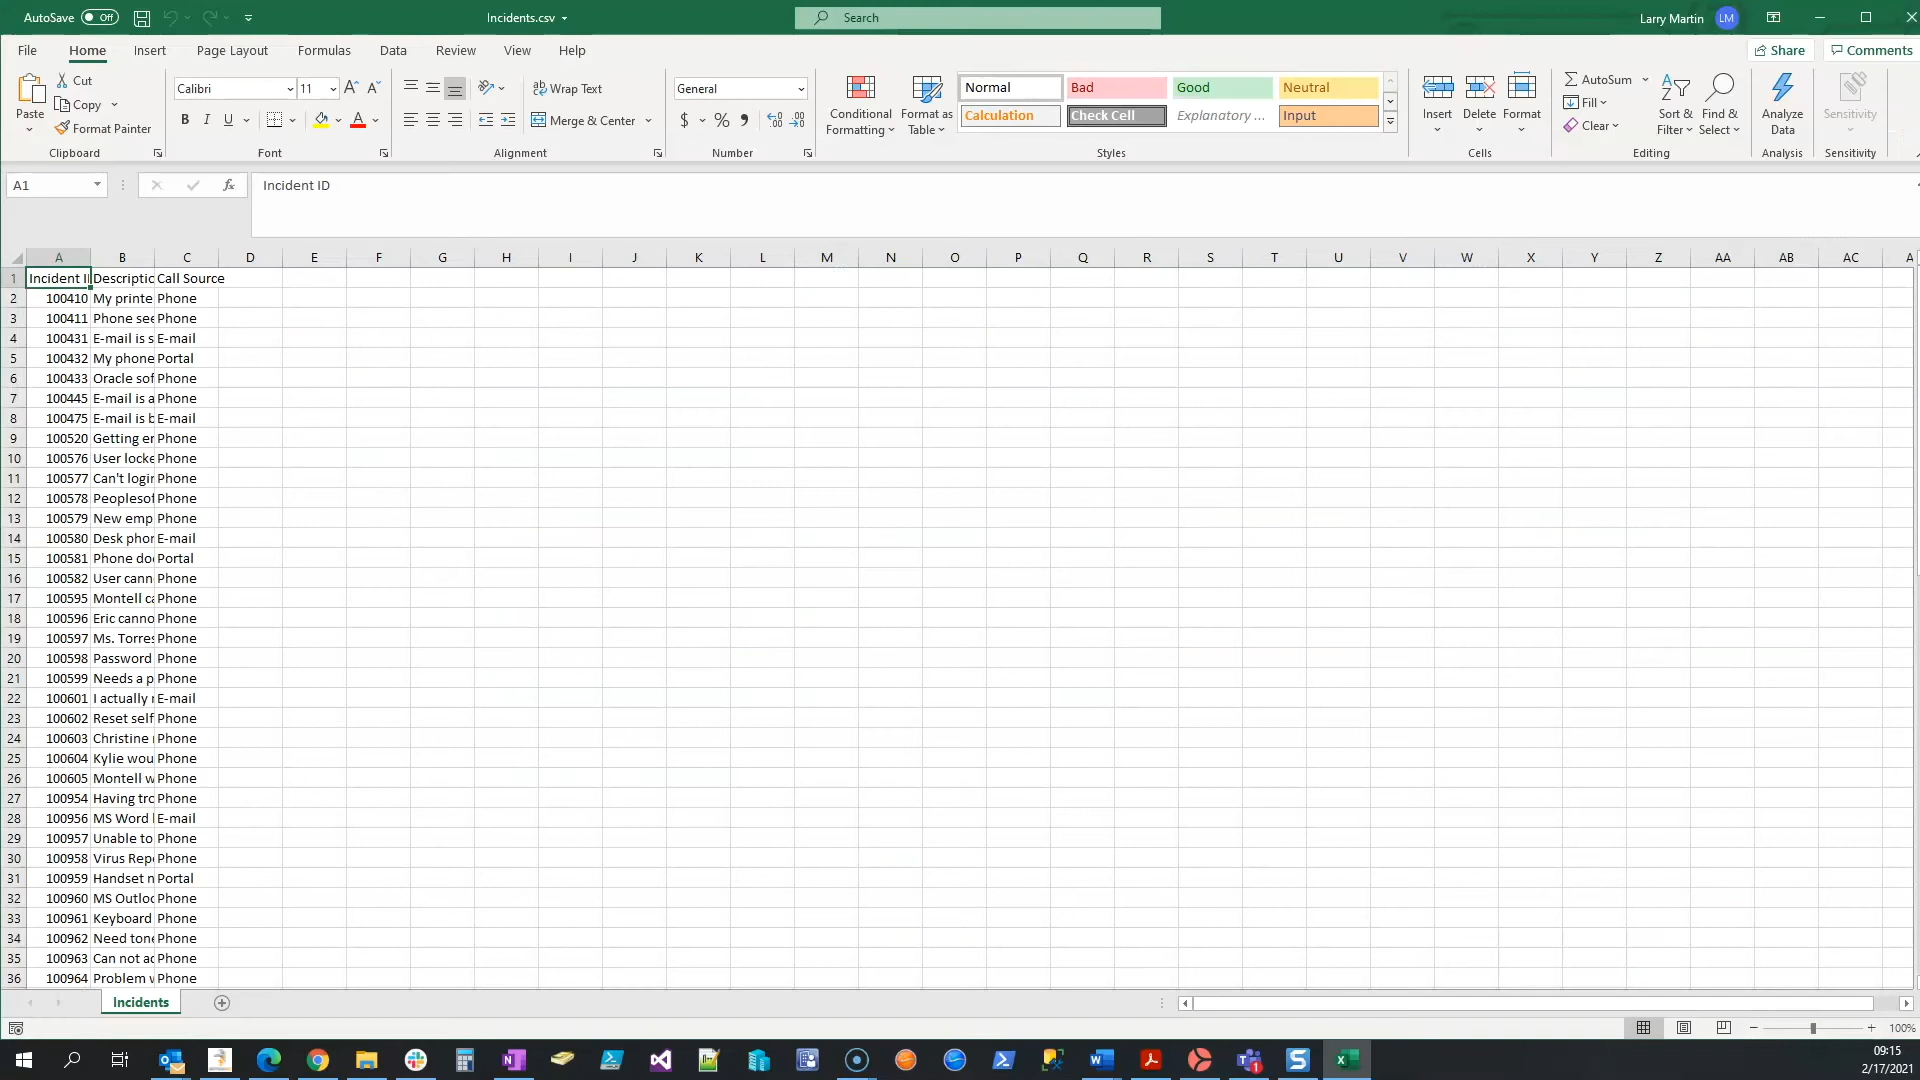 AutoSave Off Incidents.csv Search Larry Martin LM
File Home Insert Page Layout Formulas Data Review View Help Share Comments
Paste Cut Copy Format Painter
Calibri 11
B I U
Wrap Text
Merge & Center
General
$ %
Conditional Formatting Format as Table
Normal Bad Good Neutral
Calculation Check Cell Explanatory ... Input
Insert Delete Format
AutoSum Fill Clear
Sort & Filter Find & Select
Analyze Data Sensitivity
Clipboard Font Alignment Number Styles Cells Editing Analysis Sensitivity
A1 fx Incident ID
A B C D E F G H I J K L M N O P Q R S T U V W X Y Z AA AB AC A
1 Incident I Descriptic Call Source
2 100410 My printe Phone
3 100411 Phone see Phone
4 100431 E-mail is s E-mail
5 100432 My phone Portal
6 100433 Oracle sof Phone
7 100445 E-mail is a Phone
8 100475 E-mail is b E-mail
9 100520 Getting er Phone
10 100576 User locke Phone
11 100577 Can't login Phone
12 100578 Peoplesof Phone
13 100579 New emp Phone
14 100580 Desk phor E-mail
15 100581 Phone doe Portal
16 100582 User cann Phone
17 100595 Montell ca Phone
18 100596 Eric canno Phone
19 100597 Ms. Torres Phone
20 100598 Password Phone
21 100599 Needs a p Phone
22 100601 I actually E-mail
23 100602 Reset self Phone
24 100603 Christine Phone
25 100604 Kylie wou Phone
26 100605 Montell w Phone
27 100954 Having tro Phone
28 100956 MS Word E-mail
29 100957 Unable to Phone
30 100958 Virus Repo Phone
31 100959 Handset n Portal
32 100960 MS Outloo Phone
33 100961 Keyboard Phone
34 100962 Need tone Phone
35 100963 Can not ac Phone
36 100964 Problem w Phone
Incidents
100%
09:15
2/17/2021